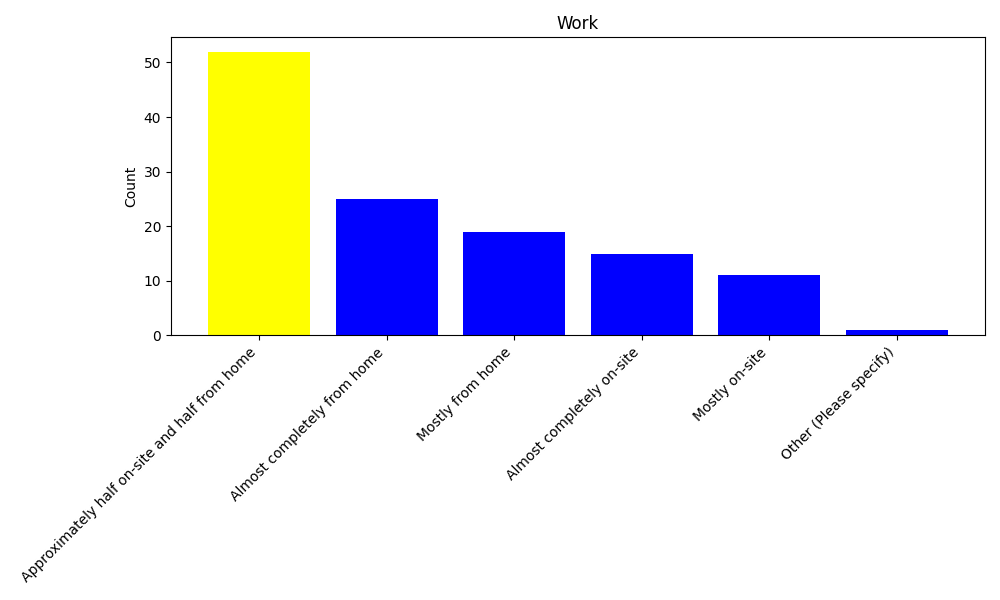 Work
Count
50
40
30
20
10
0
Approximately half on-site and half from home
Almost completely from home
Mostly from home
Almost completely on-site
Mostly on-site
Other (Please specify)